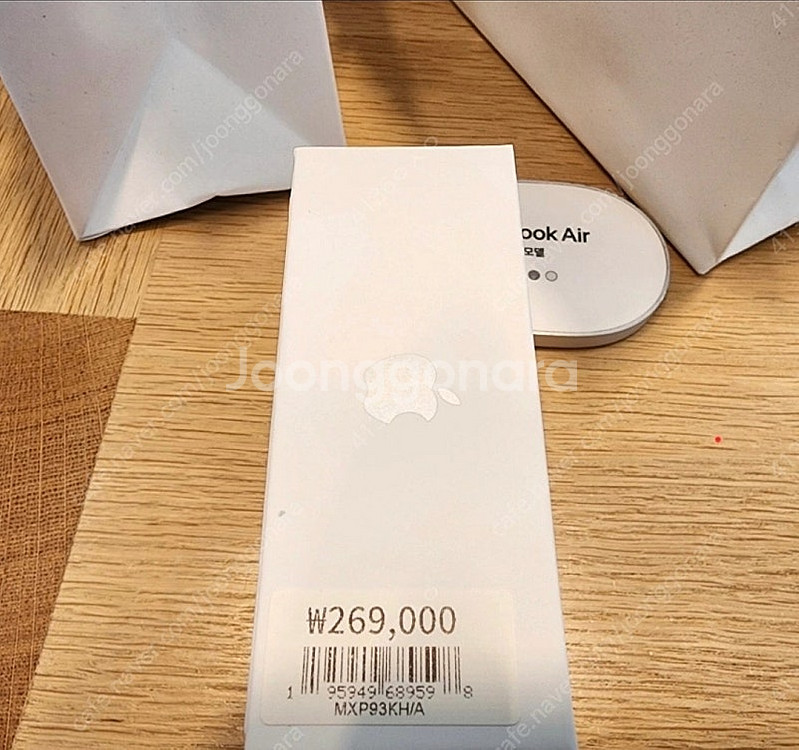 ook Air
모델
Joonggonara
₩269,000
1 95949 68959 8
MXP93KH/A